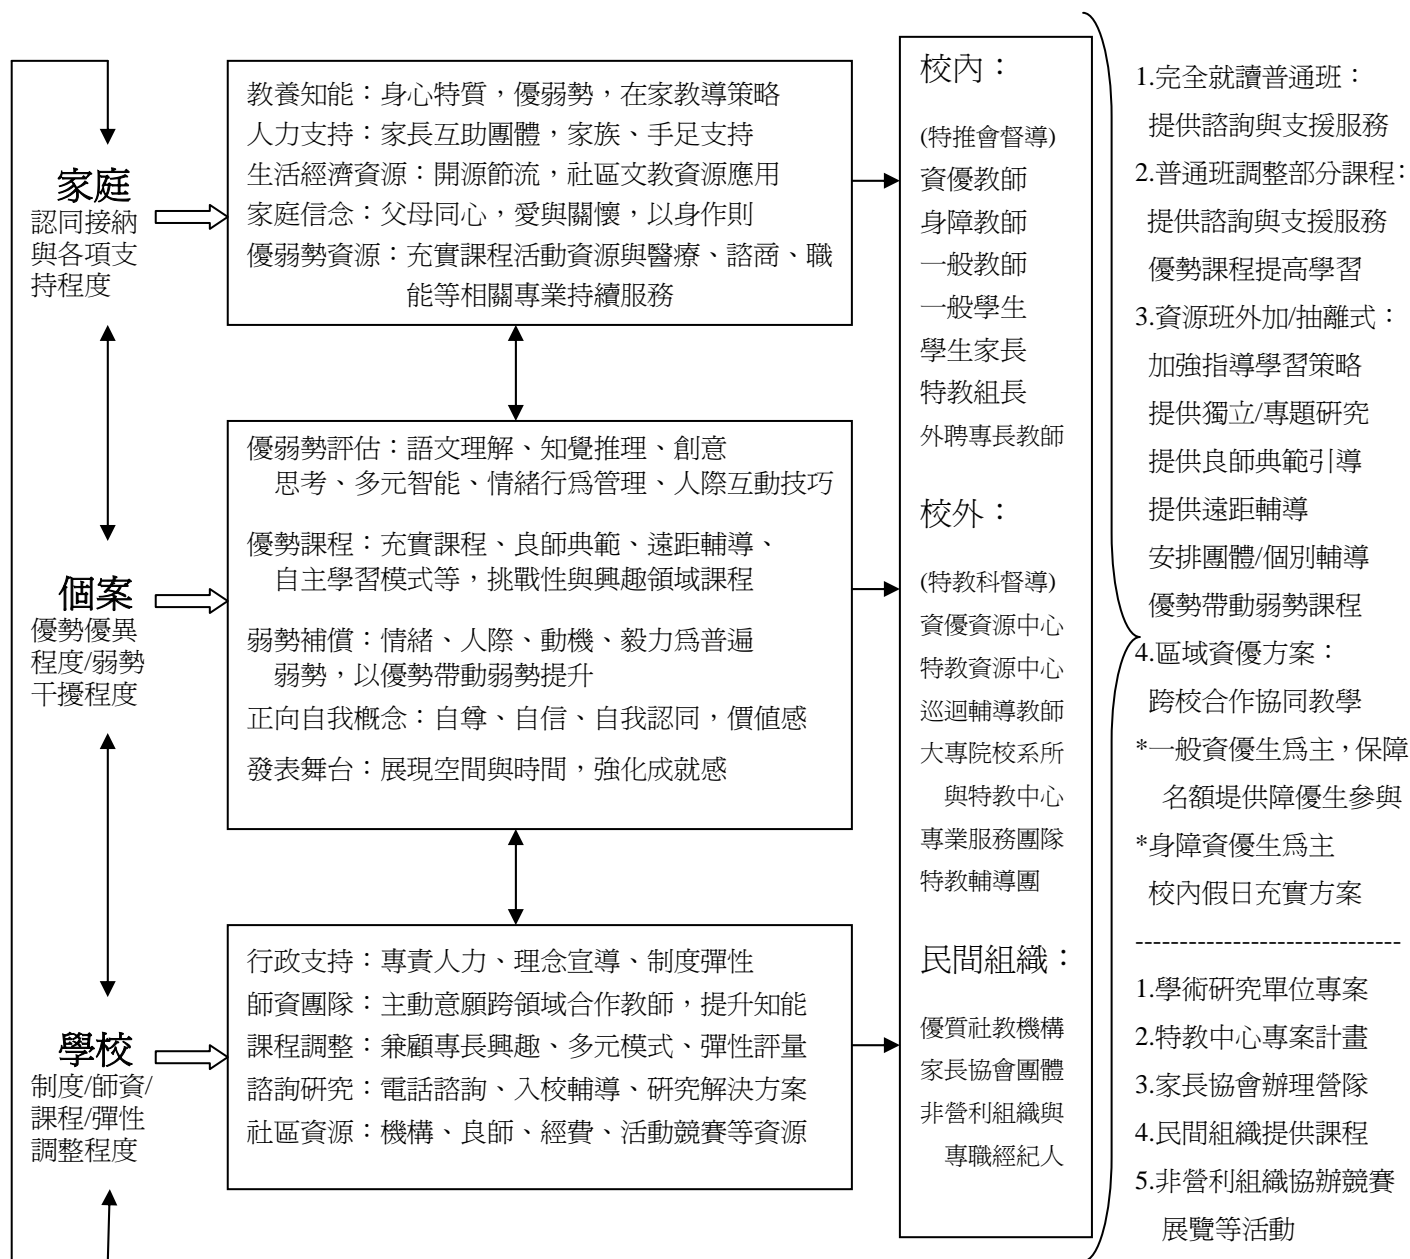 家庭
認同接納
與各項支
持程度
教養知能：身心特質，優弱勢，在家教導策略
人力支持：家長互助團體，家族、手足支持
生活經濟資源：開源節流，社區文教資源應用
家庭信念：父母同心，愛與關懷，以身作則
優弱勢資源：充實課程活動資源與醫療、諮商、職
能等相關專業持續服務
個案
優勢優異
程度/弱勢
干擾程度
優弱勢評估：語文理解、知覺推理、創意
思考、多元智能、情緒行為管理、人際互動技巧
優勢課程：充實課程、良師典範、遠距輔導、
自主學習模式等，挑戰性與興趣領域課程
弱勢補償：情緒、人際、動機、毅力為普遍
弱勢，以優勢帶動弱勢提升
正向自我概念：自尊、自信、自我認同，價值感
發表舞台：展現空間與時間，強化成就感
學校
制度/師資/
課程/彈性
調整程度
行政支持：專責人力、理念宣導、制度彈性
師資團隊：主動意願跨領域合作教師，提升知能
課程調整：兼顧專長興趣、多元模式、彈性評量
諮詢研究：電話諮詢、入校輔導、研究解決方案
社區資源：機構、良師、經費、活動競賽等資源
校內：
(特推會督導)
資優教師
身障教師
一般教師
一般學生
學生家長
特教組長
外聘專長教師
校外：
(特教科督導)
資優資源中心
特教資源中心
巡迴輔導教師
大專院校系所
與特教中心
專業服務團隊
特教輔導團
民間組織：
優質社教機構
家長協會團體
非營利組織與
專職經紀人
1.完全就讀普通班：
提供諮詢與支援服務
2.普通班調整部分課程：
提供諮詢與支援服務
優勢課程提高學習
3.資源班外加/抽離式：
加強指導學習策略
提供獨立/專題研究
提供良師典範引導
提供遠距輔導
安排團體/個別輔導
優勢帶動弱勢課程
4.區域資優方案：
跨校合作協同教學
*一般資優生為主，保障
名額堤供障優生參與
*身障資優生為主
校內假日充實方案
------------------------------
1.學術研究單位專案
2.特教中心專案計畫
3.家長協會辦理營隊
4.民間組織提供課程
5.非營利組織協辦競賽
展覽等活動